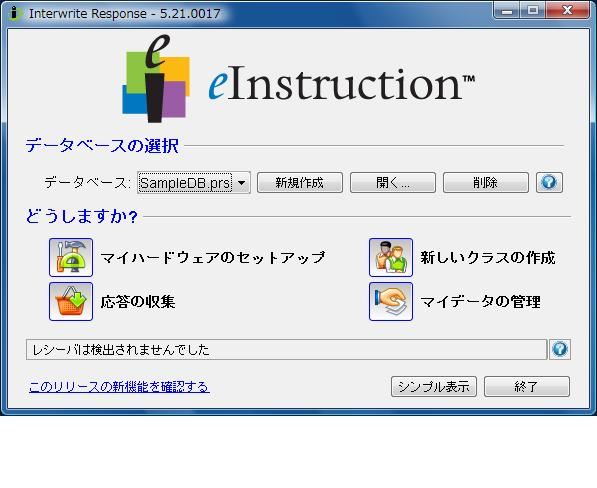 Interwrite Response - 5.21.0017
eInstruction™
データベースの選択
データベース: SampleDB.prs 新規作成 開く... 削除
どうしますか?
マイハードウェアのセットアップ 新しいクラスの作成
応答の収集 マイデータの管理
レシーバは検出されませんでした
このリリースの新機能を確認する シンプル表示 終了